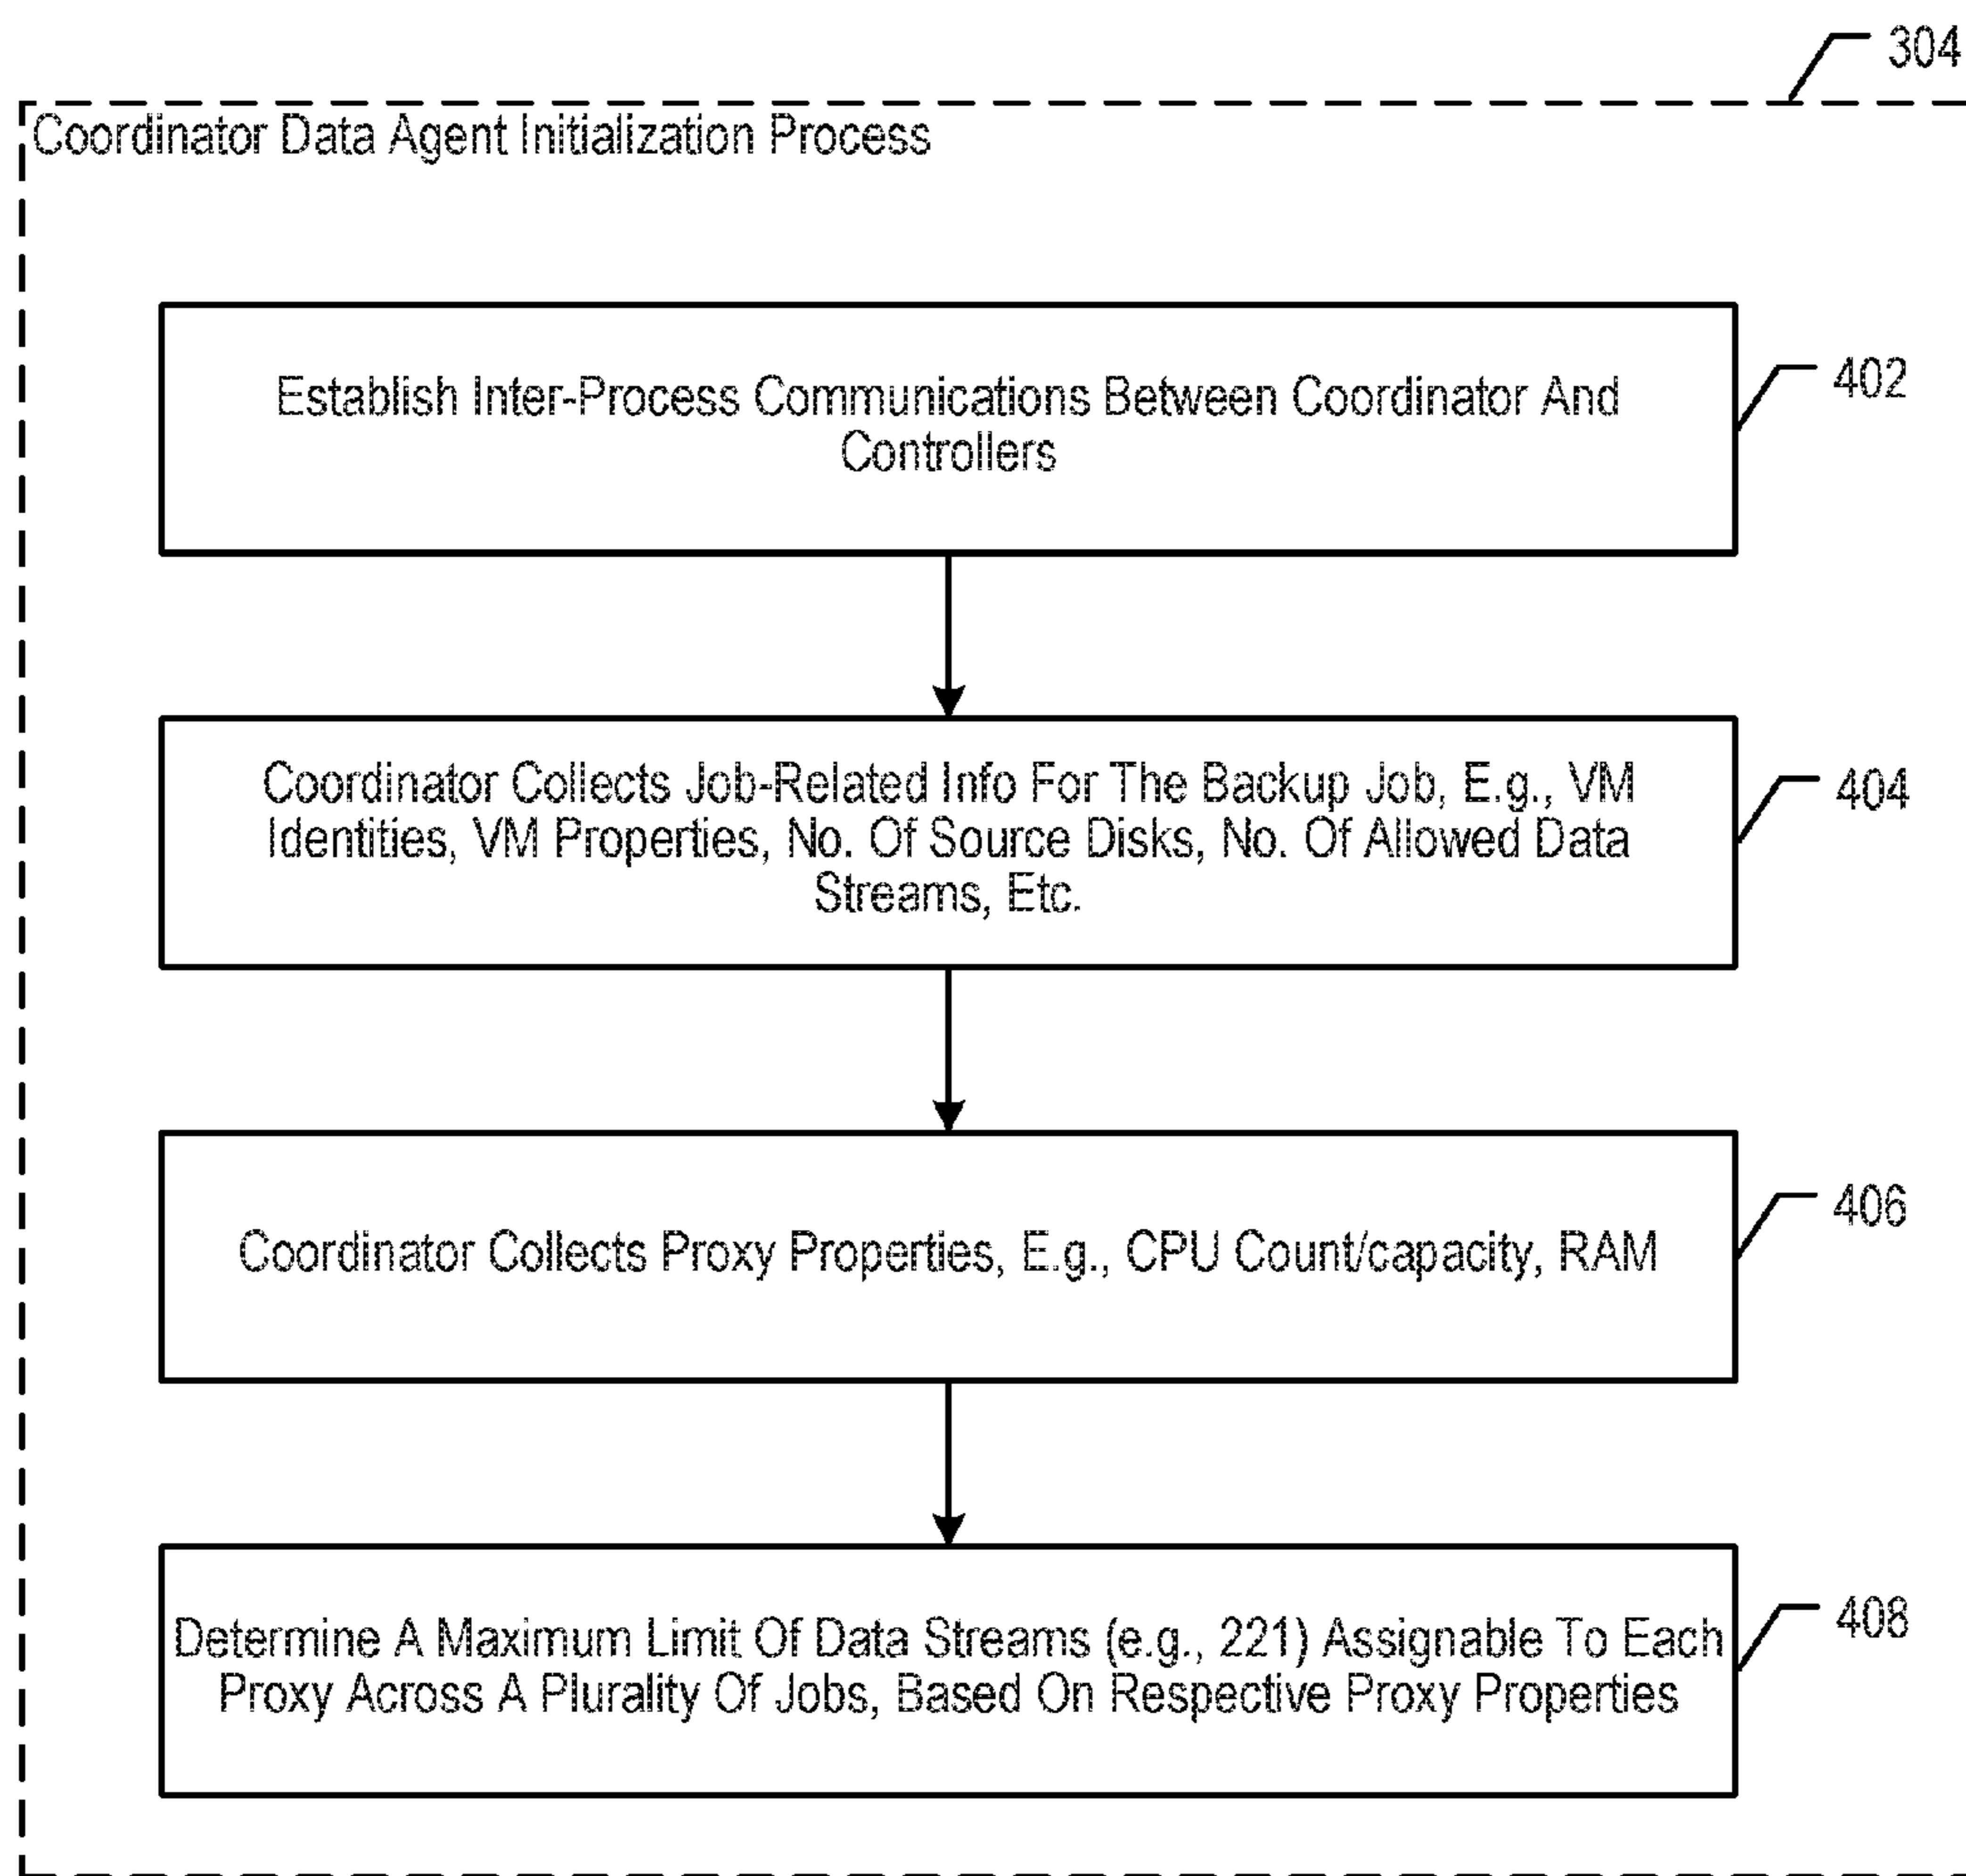 304
Coordinator Data Agent Initialization Process
Establish Inter-Process Communications Between Coordinator And
Controllers
402
Coordinator Collects Job-Related Info For The Backup Job, E.g., VM
Identities, VM Properties, No. Of Source Disks, No. Of Allowed Data
Streams, Etc.
404
Coordinator Collects Proxy Properties, E.g., CPU Count/capacity, RAM
406
Determine A Maximum Limit Of Data Streams (e.g., 221) Assignable To Each
Proxy Across A Plurality Of Jobs, Based On Respective Proxy Properties
408